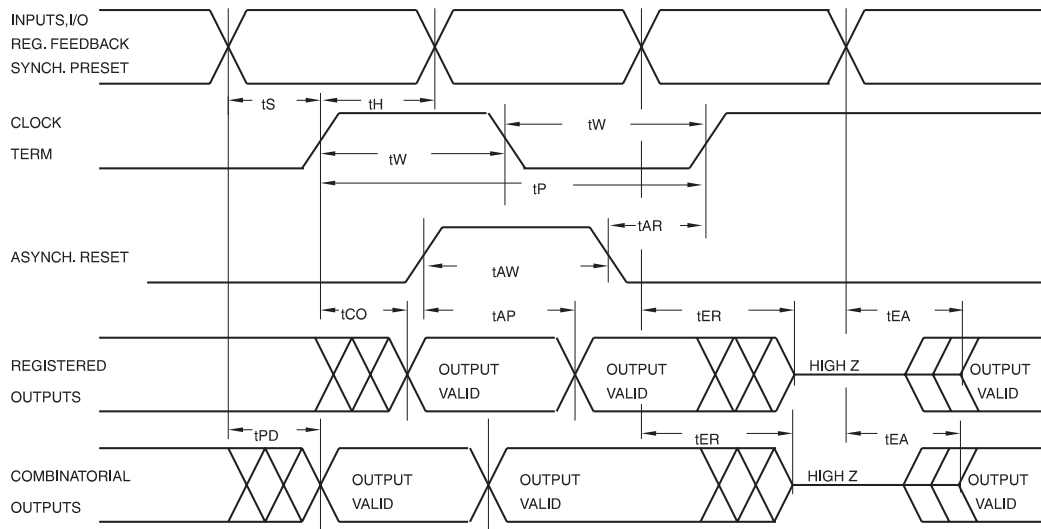 INPUTS,I/O
REG. FEEDBACK
SYNCH. PRESET
tS
tH
CLOCK
TERM
tW
tW
tP
tAR
ASYNCH. RESET
tAW
tCO
tAP
tER
tEA
REGISTERED
OUTPUTS
OUTPUT
VALID
OUTPUT
VALID
HIGH Z
OUTPUT
VALID
tPD
tER
tEA
COMBINATORIAL
OUTPUTS
OUTPUT
VALID
OUTPUT
VALID
HIGH Z
OUTPUT
VALID